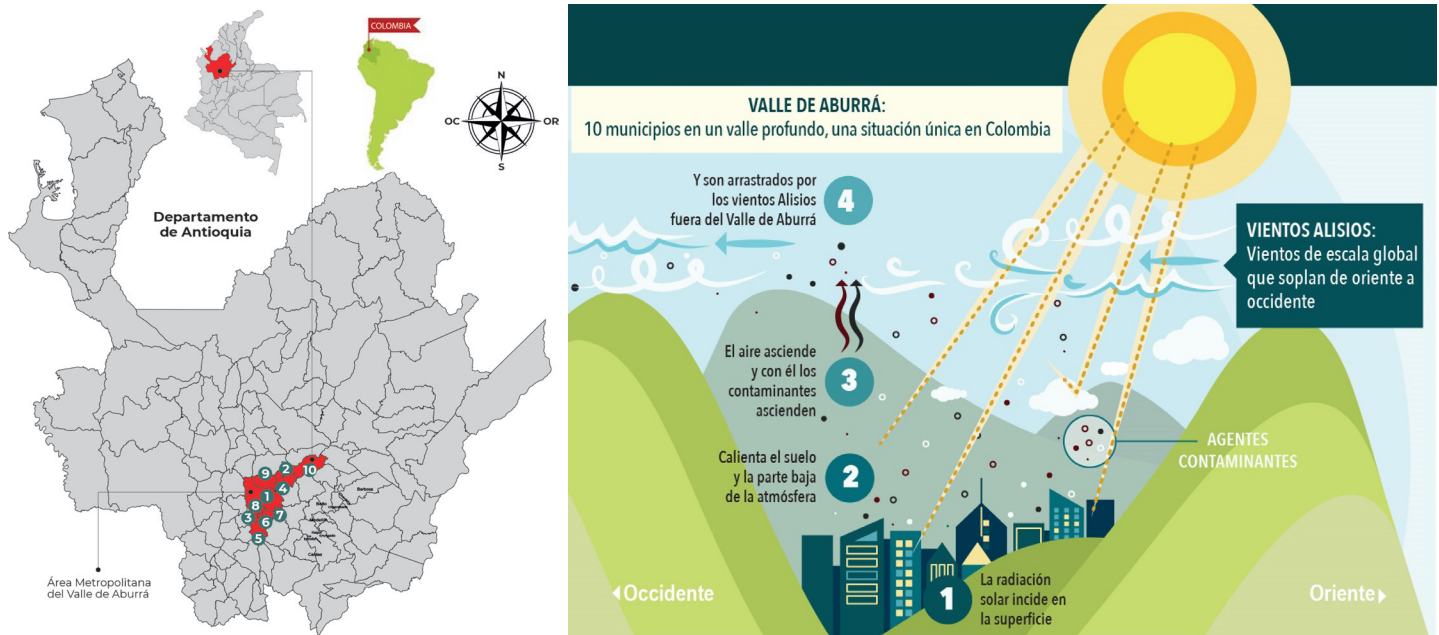 COLOMBIA
N
OC
OR
S
Departamento
de Antioquia
9
2
10
4
1
8
3
6
7
5
Barbosa
Medellín
Caldas
Área Metropolitana
del Valle de Aburrá
VALLE DE ABURRÁ:
10 municipios en un valle profundo, una situación única en Colombia
Y son arrastrados por
los vientos Alisios
fuera del Valle de Aburrá
4
VIENTOS ALISIOS:
Vientos de escala global
que soplan de oriente a
occidente
El aire asciende
y con él los
contaminantes
ascienden
3
AGENTES
CONTAMINANTES
Calienta el suelo
y la parte baja
de la atmósfera
2
1
La radiación
solar incide en
la superficie
Occidente
Oriente